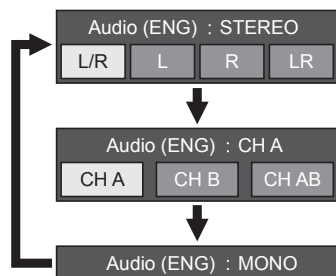 Audio (ENG) : STEREO
L/R L R LR
Audio (ENG) : CH A
CH A CH B CH AB
Audio (ENG) : MONO